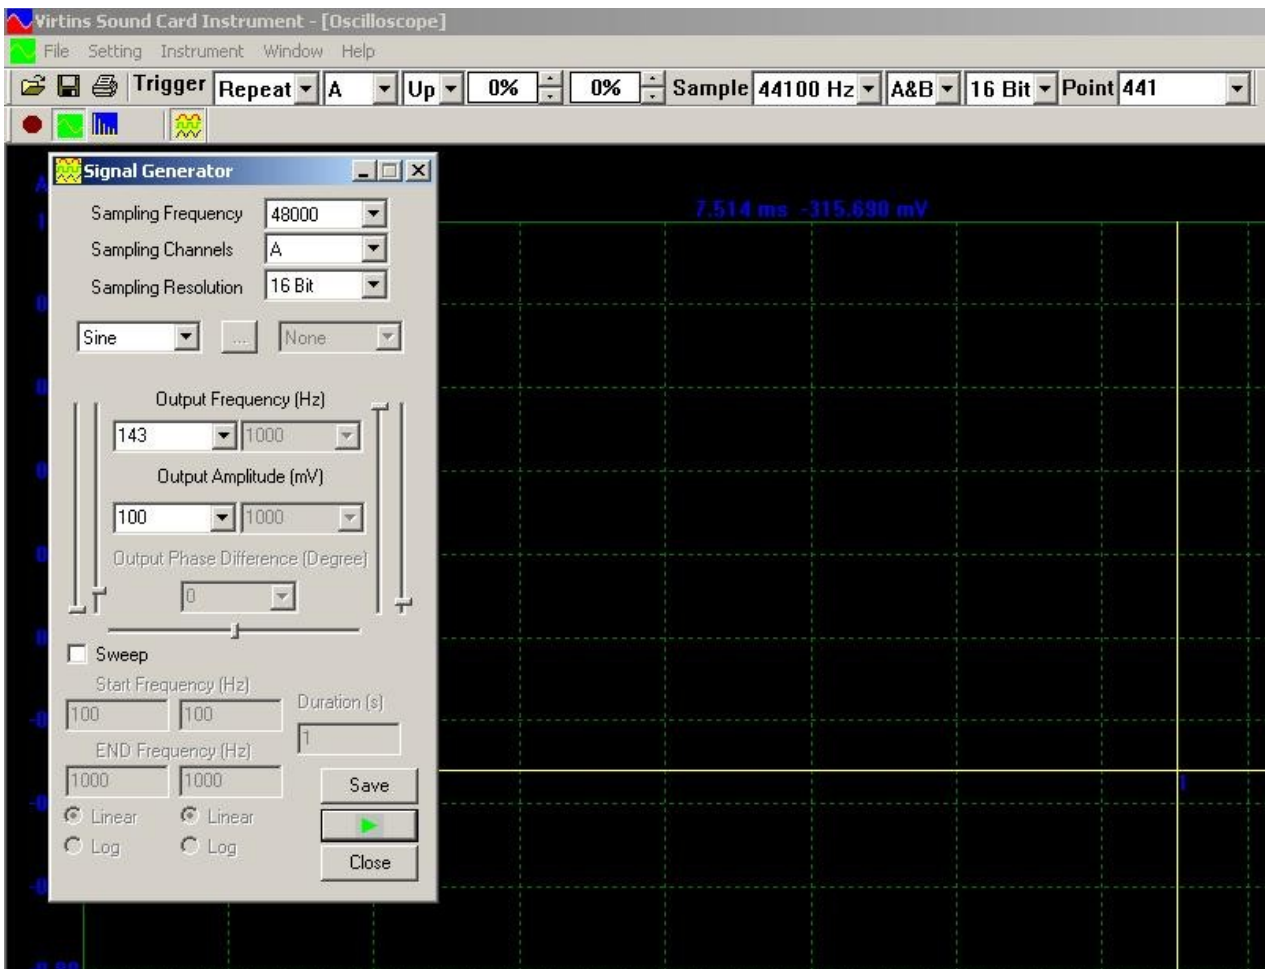 Virtins Sound Card Instrument - [Oscilloscope]
File Setting Instrument Window Help
Trigger Repeat A Up 0% 0% Sample 44100 Hz A&B 16 Bit Point 441
Signal Generator
7.514 ms -315.690 mV
Sampling Frequency 48000
Sampling Channels A
Sampling Resolution 16 Bit
Sine ... None
Output Frequency (Hz)
143 1000
Output Amplitude (mV)
100 1000
Output Phase Difference (Degree)
0
Sweep
Start Frequency (Hz)
Duration (s)
100 100
1
END Frequency (Hz)
1000 1000
Save
Linear Linear
Log Log
Close